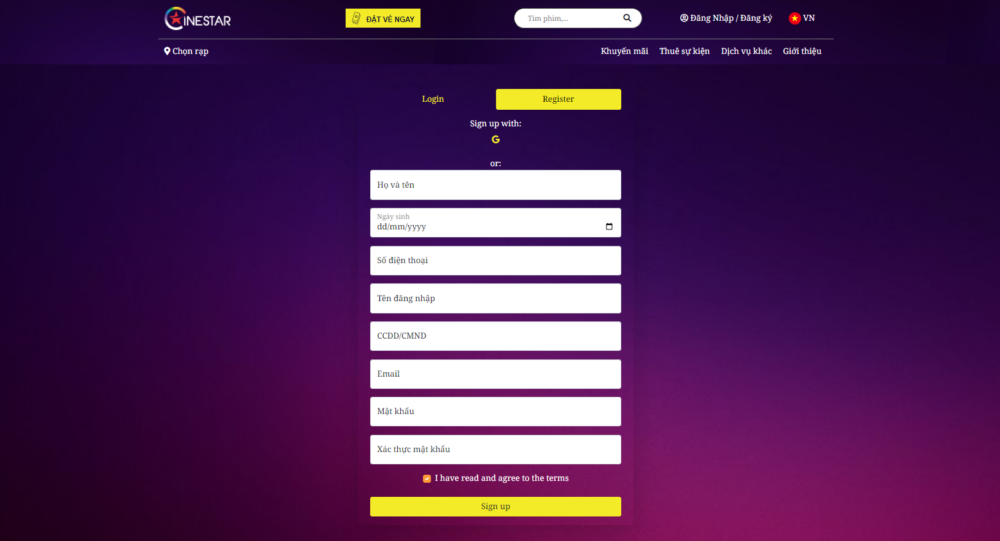 CINESTAR
ĐẶT VÉ NGAY
Tìm phim,...
Đăng Nhập / Đăng ký
VN
Chọn rạp
Khuyến mãi
Thuê sự kiện
Dịch vụ khác
Giới thiệu
Login
Register
Sign up with:
G
or:
Họ và tên
Ngày sinh
dd/mm/yyyy
Số điện thoại
Tên đăng nhập
CCDD/CMND
Email
Mật khẩu
Xác thực mật khẩu
I have read and agree to the terms
Sign up